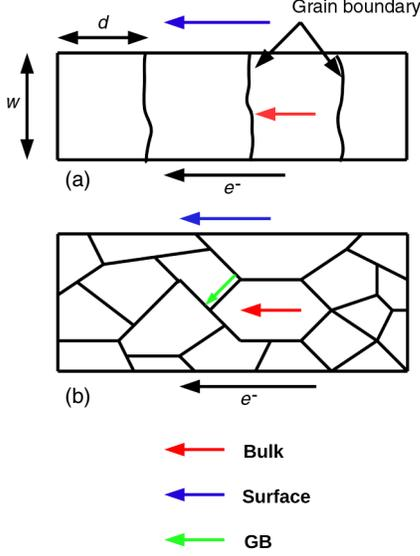 Grain boundary
d
w
(a)
e-
(b)
e-
Bulk
Surface
GB